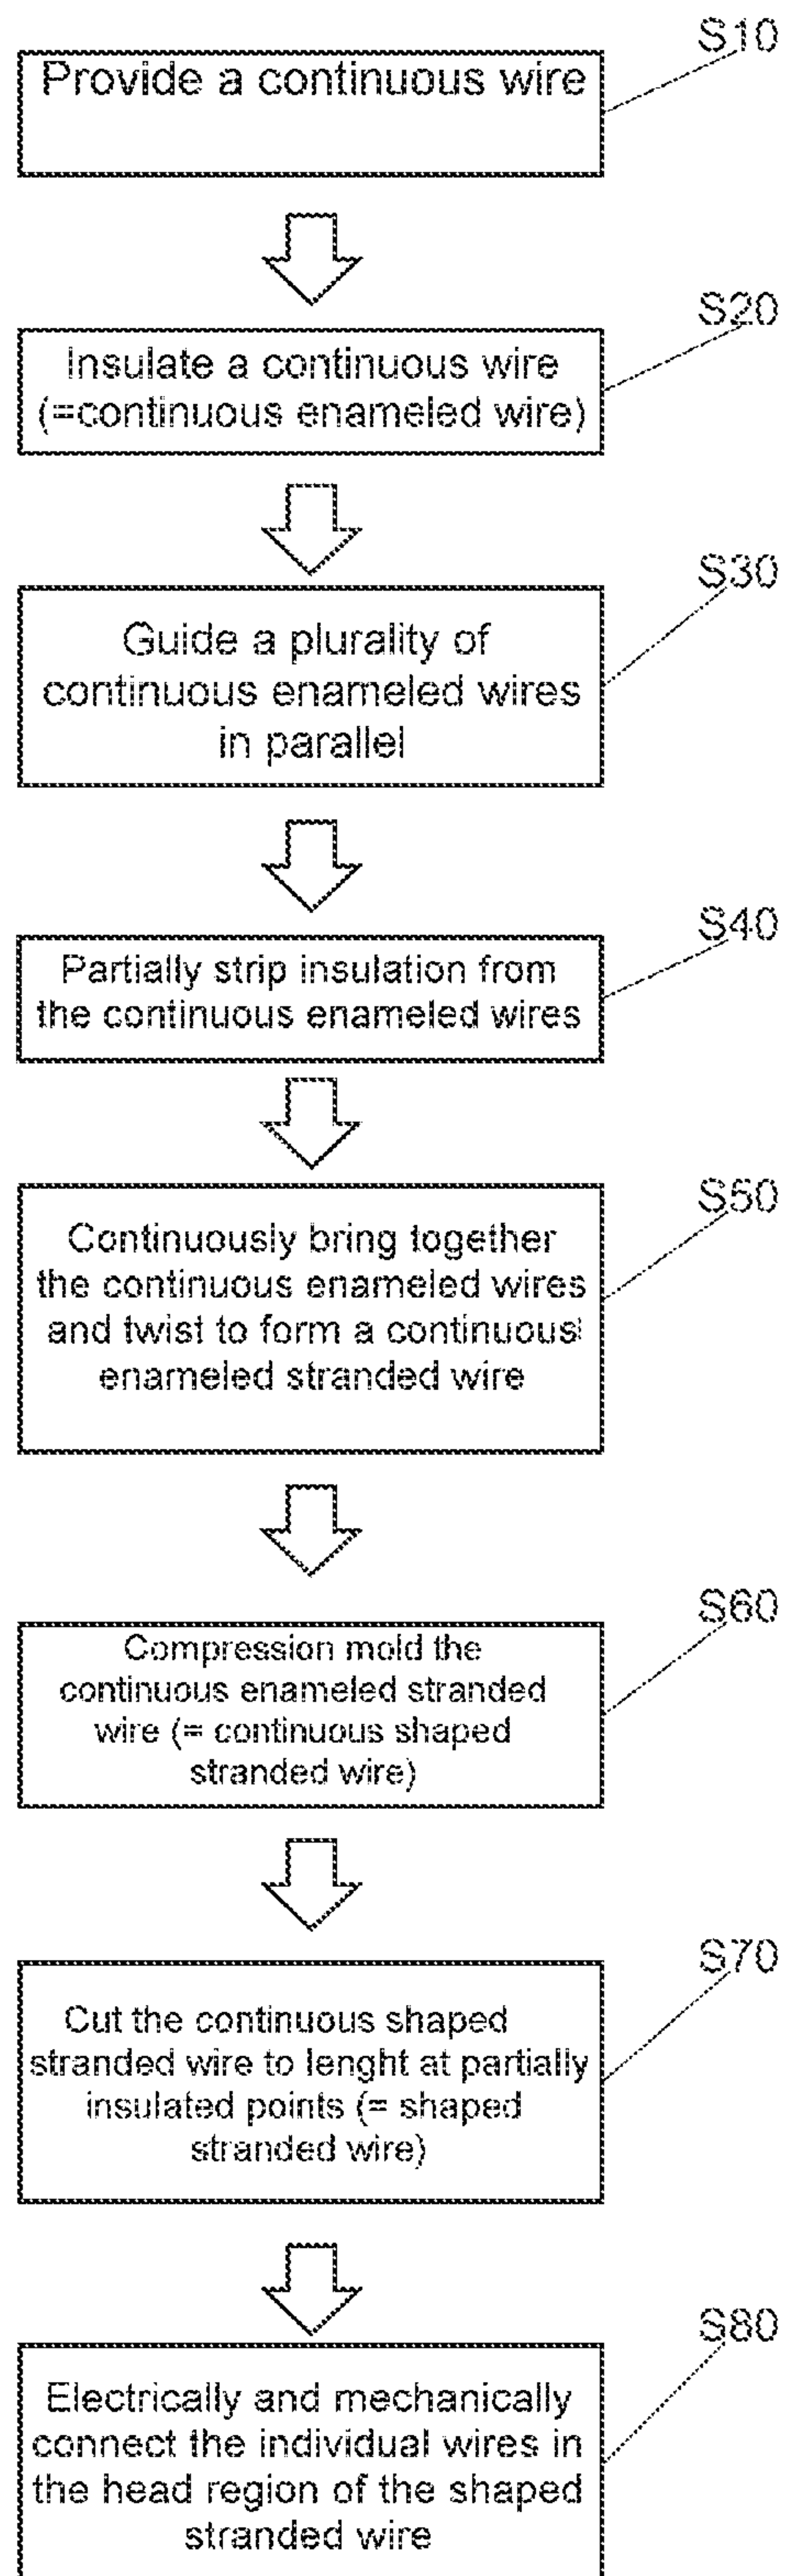 S10
Provide a continuous wire
S20
Insulate a continuous wire
(=continuous enameled wire)
S30
Guide a plurality of
continuous enameled wires
in parallel
S40
Partially strip insulation from
the continuous enameled wires
S50
Continuously bring together
the continuous enameled wires
and twist to form a continuous
enameled stranded wire
S60
Compression mold the
continuous enameled stranded
wire (= continuous shaped
stranded wire)
S70
Cut the continuous shaped
stranded wire to lenght at partially
insulated points (= shaped
stranded wire)
S80
Electrically and mechanically
connect the individual wires in
the head region of the shaped
stranded wire